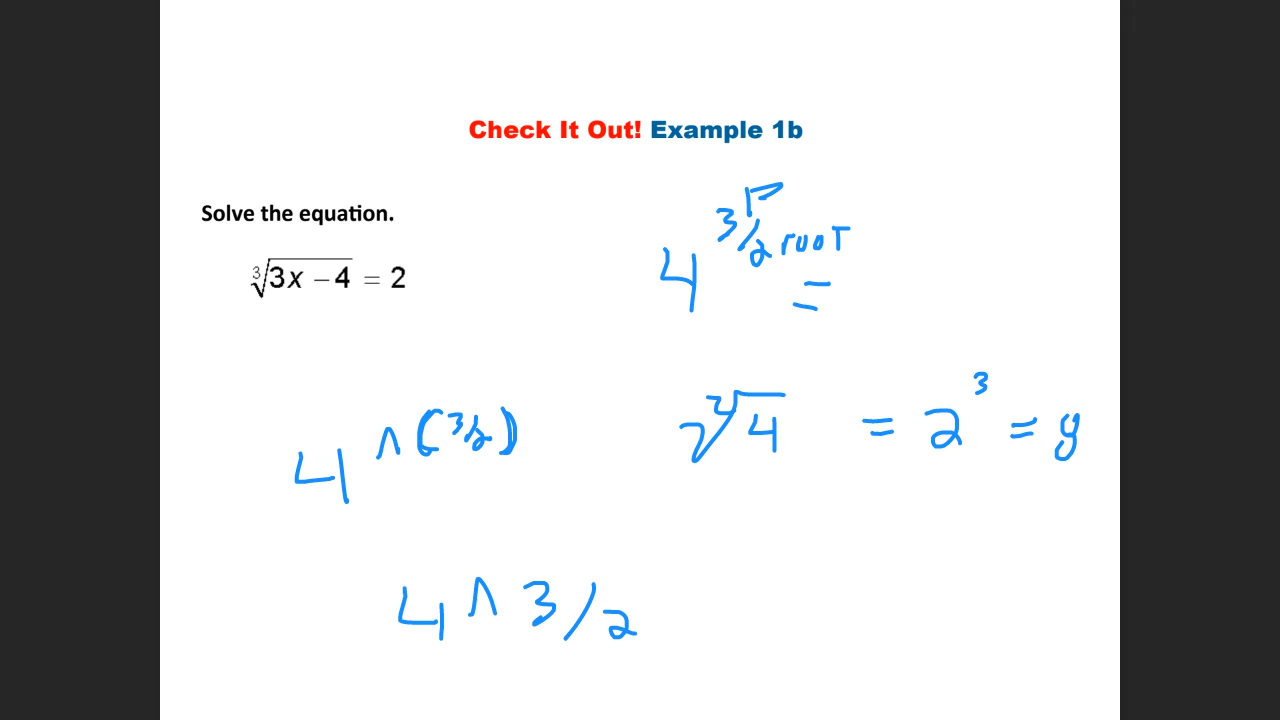 Check It Out! Example 1b
Solve the equation.
∛(3x − 4) = 2
4^(3/2) P root =
4 ^ (3/2)
²√4 = 2³ = 8
4 ^ 3/2